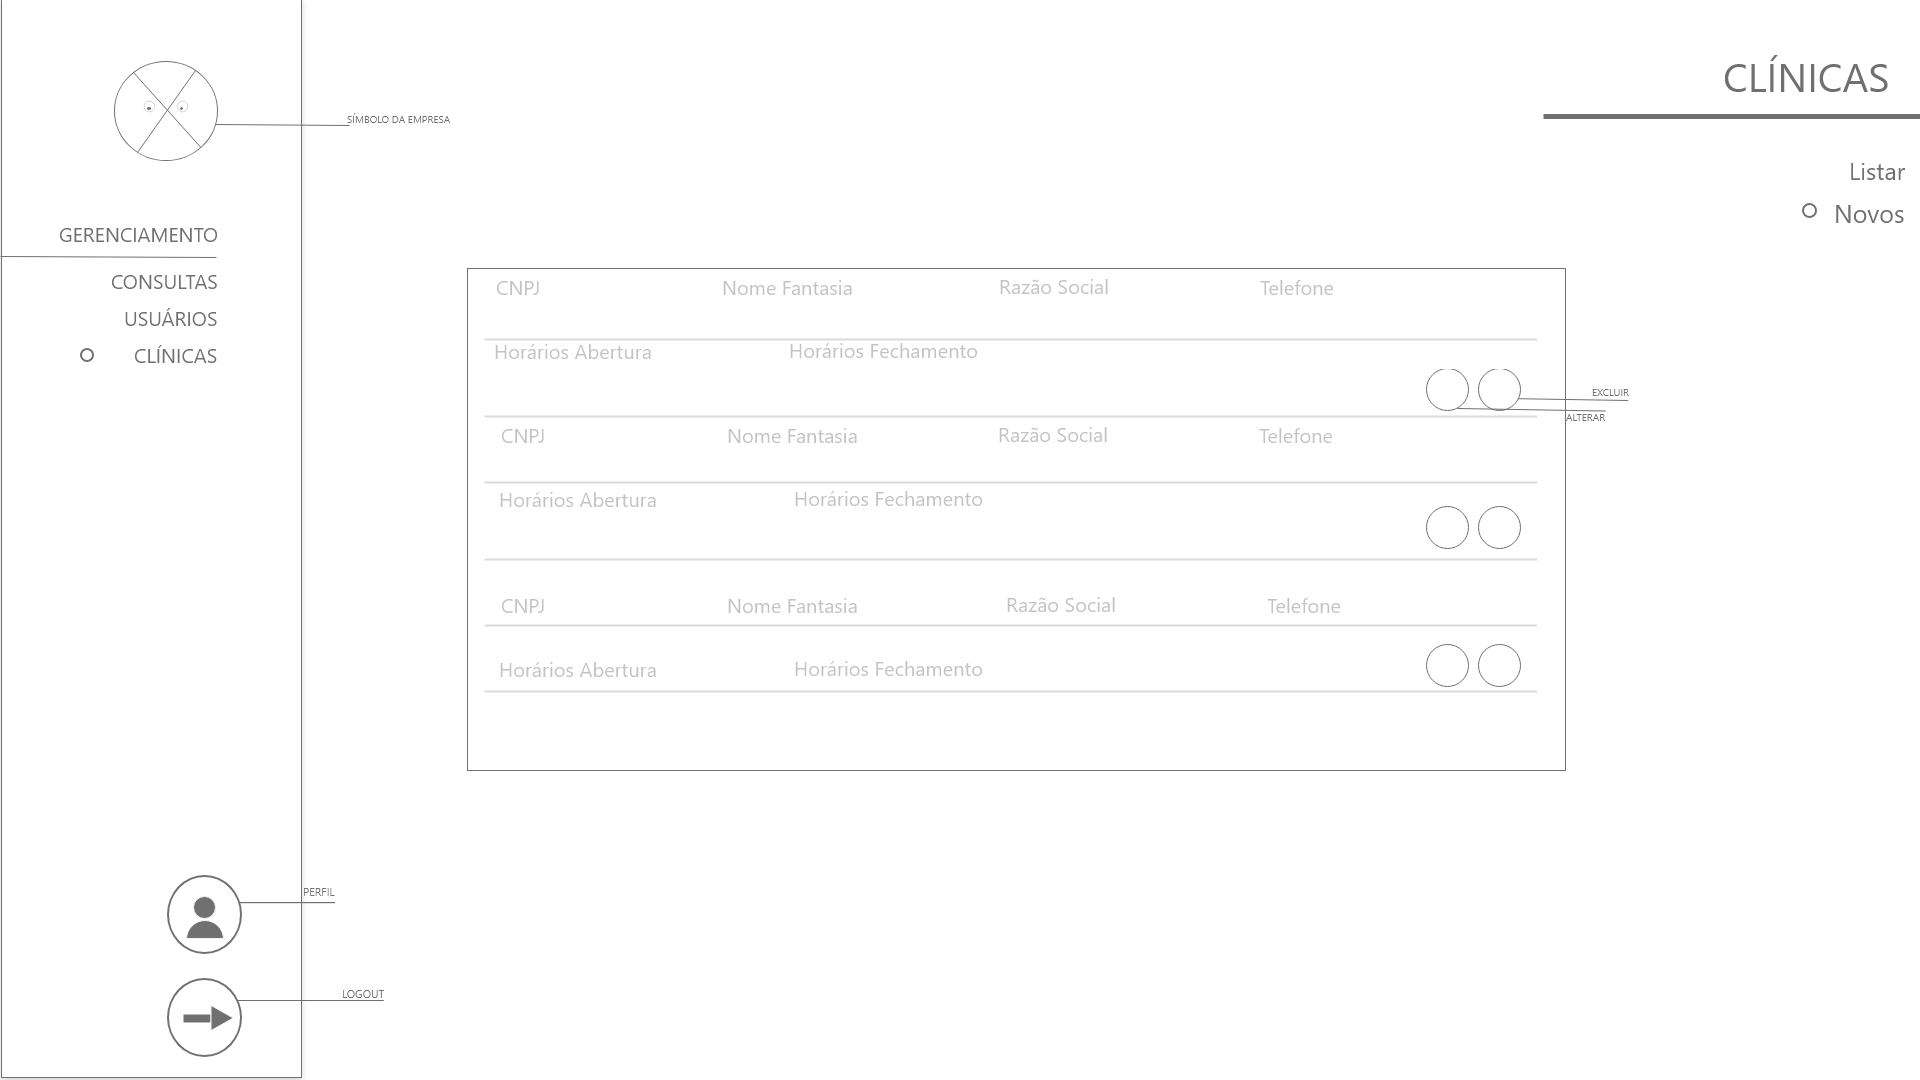 SÍMBOLO DA EMPRESA
GERENCIAMENTO
CONSULTAS
USUÁRIOS
CLÍNICAS
PERFIL
LOGOUT
CLÍNICAS
Listar
Novos
CNPJ Nome Fantasia Razão Social Telefone
Horários Abertura Horários Fechamento
EXCLUIR
ALTERAR
CNPJ Nome Fantasia Razão Social Telefone
Horários Abertura Horários Fechamento
CNPJ Nome Fantasia Razão Social Telefone
Horários Abertura Horários Fechamento